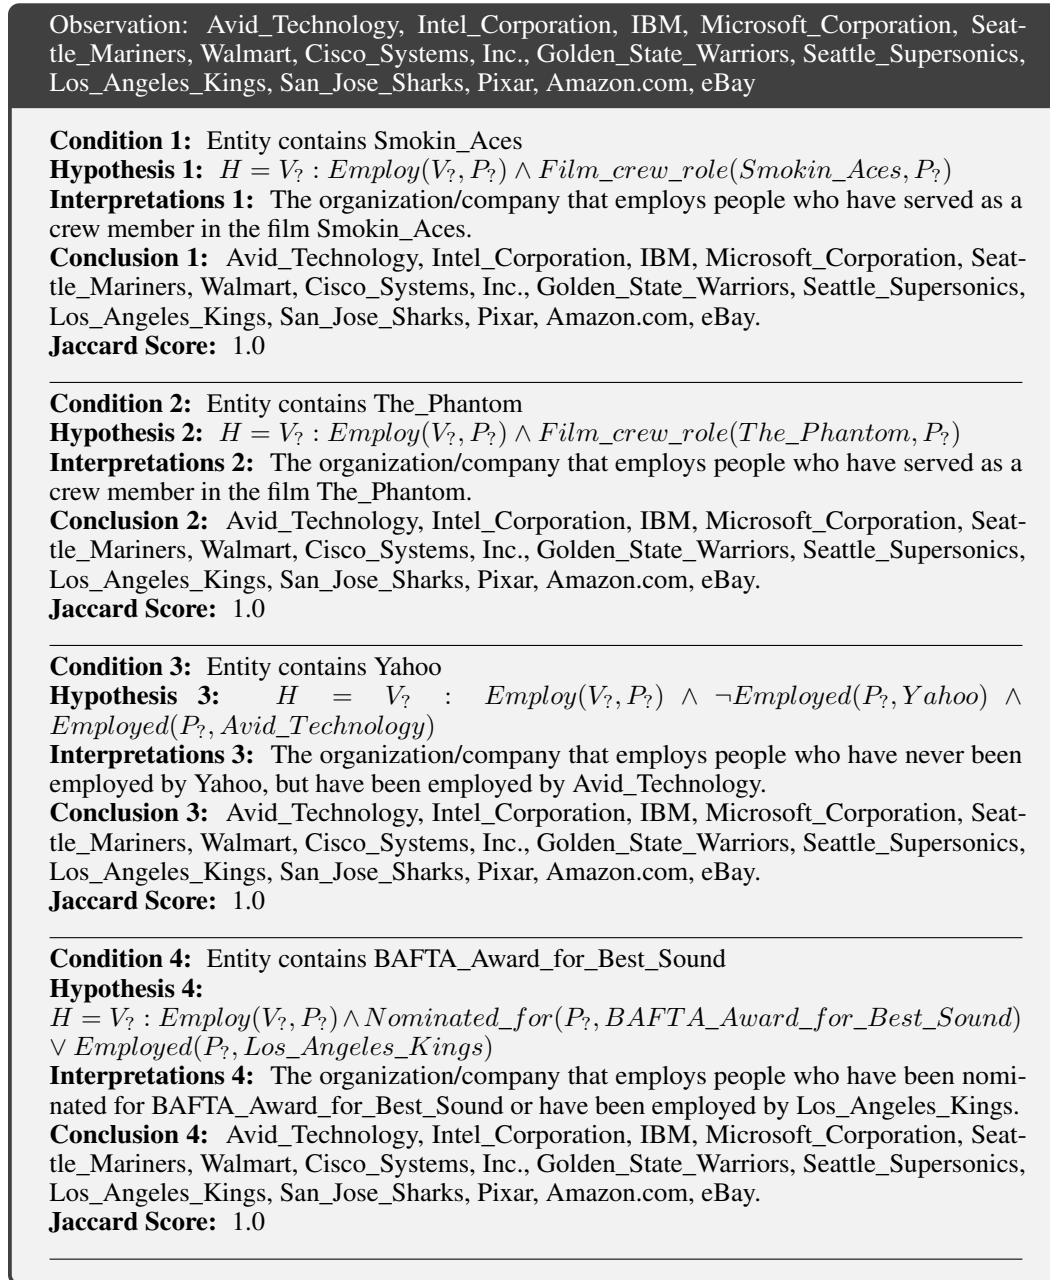 Observation: Avid_Technology, Intel_Corporation, IBM, Microsoft_Corporation, Seat-
tle_Mariners, Walmart, Cisco_Systems, Inc., Golden_State_Warriors, Seattle_Supersonics,
Los_Angeles_Kings, San_Jose_Sharks, Pixar, Amazon.com, eBay
Condition 1: Entity contains Smokin_Aces
Hypothesis 1: H = V? : Employ(V?, P?) ∧ Film_crew_role(Smokin_Aces, P?)
Interpretations 1: The organization/company that employs people who have served as a
crew member in the film Smokin_Aces.
Conclusion 1: Avid_Technology, Intel_Corporation, IBM, Microsoft_Corporation, Seat-
tle_Mariners, Walmart, Cisco_Systems, Inc., Golden_State_Warriors, Seattle_Supersonics,
Los_Angeles_Kings, San_Jose_Sharks, Pixar, Amazon.com, eBay.
Jaccard Score: 1.0
Condition 2: Entity contains The_Phantom
Hypothesis 2: H = V? : Employ(V?, P?) ∧ Film_crew_role(The_Phantom, P?)
Interpretations 2: The organization/company that employs people who have served as a
crew member in the film The_Phantom.
Conclusion 2: Avid_Technology, Intel_Corporation, IBM, Microsoft_Corporation, Seat-
tle_Mariners, Walmart, Cisco_Systems, Inc., Golden_State_Warriors, Seattle_Supersonics,
Los_Angeles_Kings, San_Jose_Sharks, Pixar, Amazon.com, eBay.
Jaccard Score: 1.0
Condition 3: Entity contains Yahoo
Hypothesis 3: H = V? : Employ(V?, P?) ∧ ¬Employed(P?, Yahoo) ∧
Employed(P?, Avid_Technology)
Interpretations 3: The organization/company that employs people who have never been
employed by Yahoo, but have been employed by Avid_Technology.
Conclusion 3: Avid_Technology, Intel_Corporation, IBM, Microsoft_Corporation, Seat-
tle_Mariners, Walmart, Cisco_Systems, Inc., Golden_State_Warriors, Seattle_Supersonics,
Los_Angeles_Kings, San_Jose_Sharks, Pixar, Amazon.com, eBay.
Jaccard Score: 1.0
Condition 4: Entity contains BAFTA_Award_for_Best_Sound
Hypothesis 4:
H = V? : Employ(V?, P?)∧Nominated_for(P?, BAFTA_Award_for_Best_Sound)
∨ Employed(P?, Los_Angeles_Kings)
Interpretations 4: The organization/company that employs people who have been nomi-
nated for BAFTA_Award_for_Best_Sound or have been employed by Los_Angeles_Kings.
Conclusion 4: Avid_Technology, Intel_Corporation, IBM, Microsoft_Corporation, Seat-
tle_Mariners, Walmart, Cisco_Systems, Inc., Golden_State_Warriors, Seattle_Supersonics,
Los_Angeles_Kings, San_Jose_Sharks, Pixar, Amazon.com, eBay.
Jaccard Score: 1.0